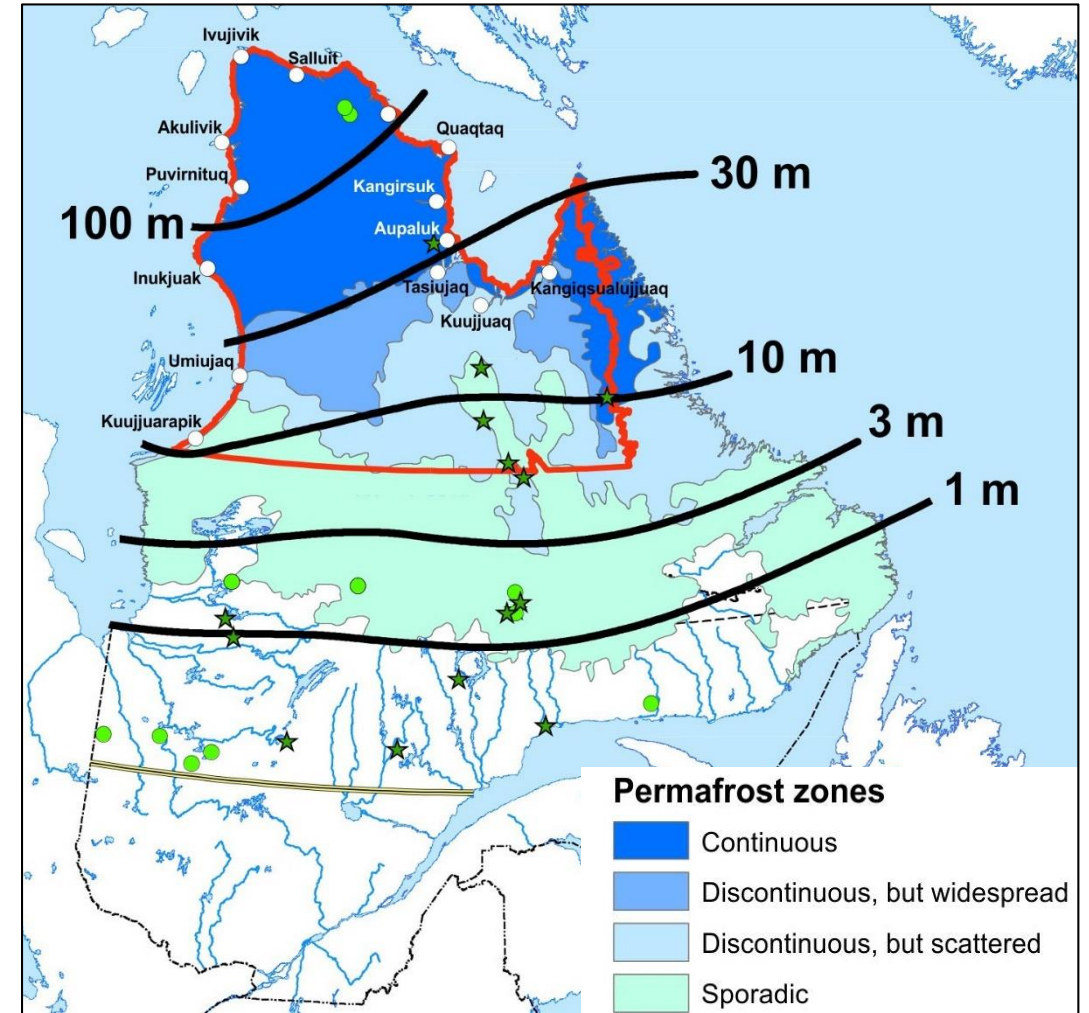 Ivujivik
Salluit
Akulivik
Quaqtaq
Puvirnituq
Kangirsuk
30 m
100 m
Aupaluk
Inukjuak
Tasiujaq
Kangiqsualujjuaq
Kuujjuaq
Umiujaq
10 m
Kuujjuarapik
3 m
1 m
Permafrost zones
Continuous
Discontinuous, but widespread
Discontinuous, but scattered
Sporadic